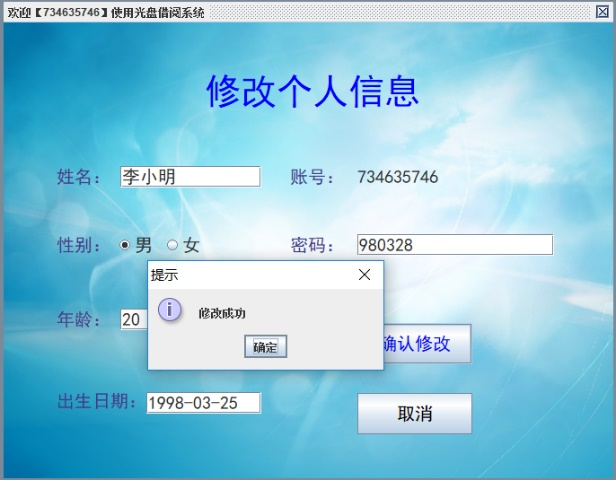 欢迎【734635746】使用光盘借阅系统
修改个人信息
姓名： 李小明 账号： 734635746
性别： 男 女 密码： 980328
提示
修改成功
年龄： 20 确认修改
确定
出生日期： 1998-03-25 取消